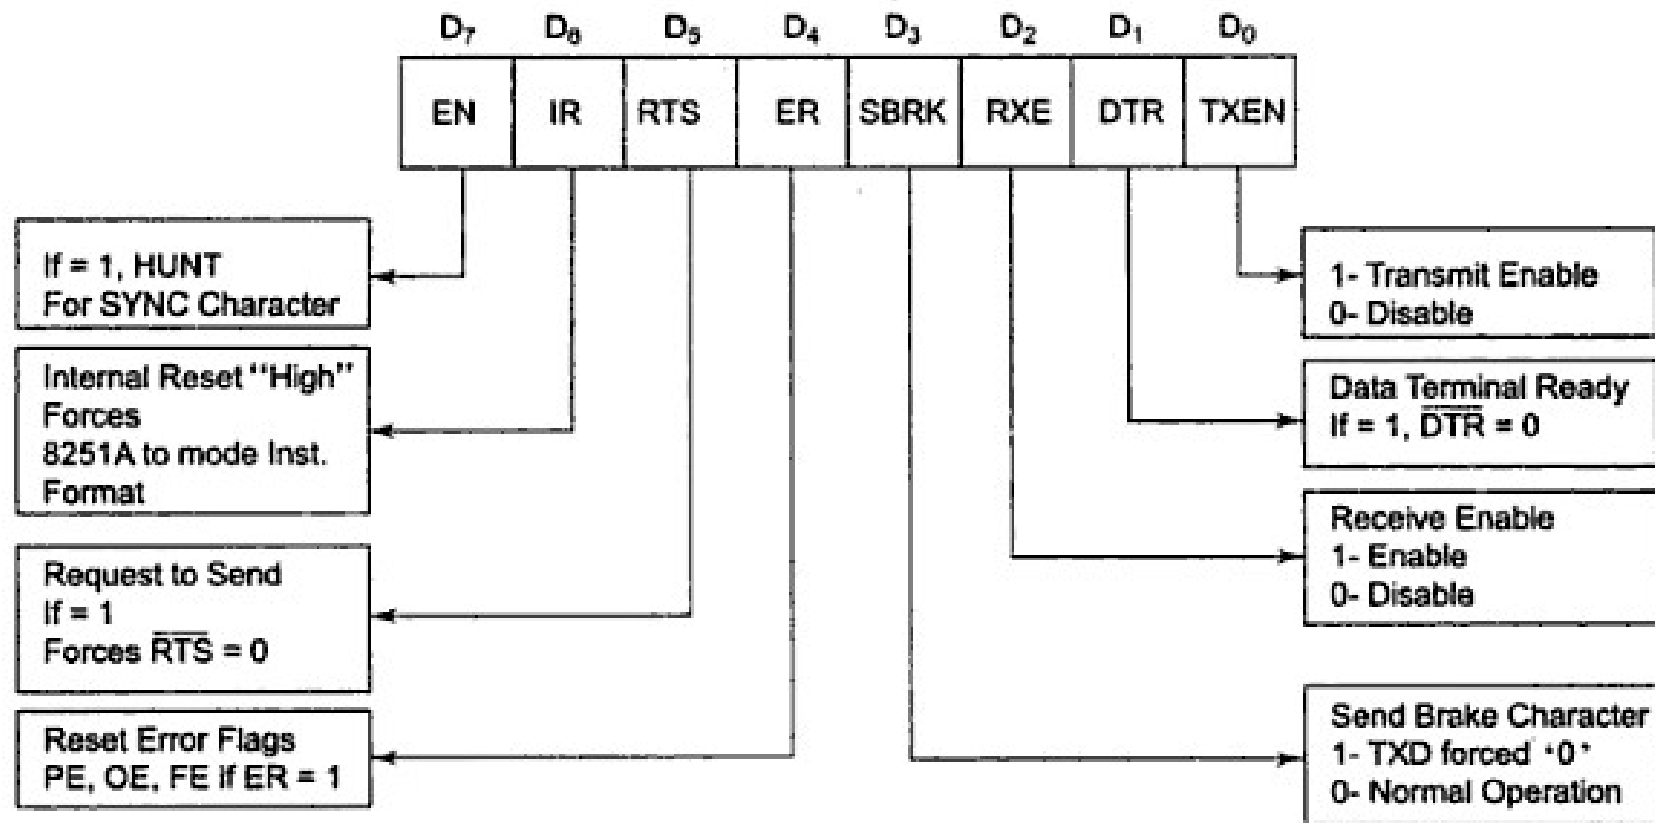 D₇ D₆ D₅ D₄ D₃ D₂ D₁ D₀
EN IR RTS ER SBRK RXE DTR TXEN
If = 1, HUNT
For SYNC Character
Internal Reset "High"
Forces
8251A to mode Inst.
Format
Request to Send
If = 1
Forces R̅T̅S̅ = 0
Reset Error Flags
PE, OE, FE if ER = 1
1- Transmit Enable
0- Disable
Data Terminal Ready
If = 1, D̅T̅R̅ = 0
Receive Enable
1- Enable
0- Disable
Send Brake Character
1- TXD forced '0'
0- Normal Operation